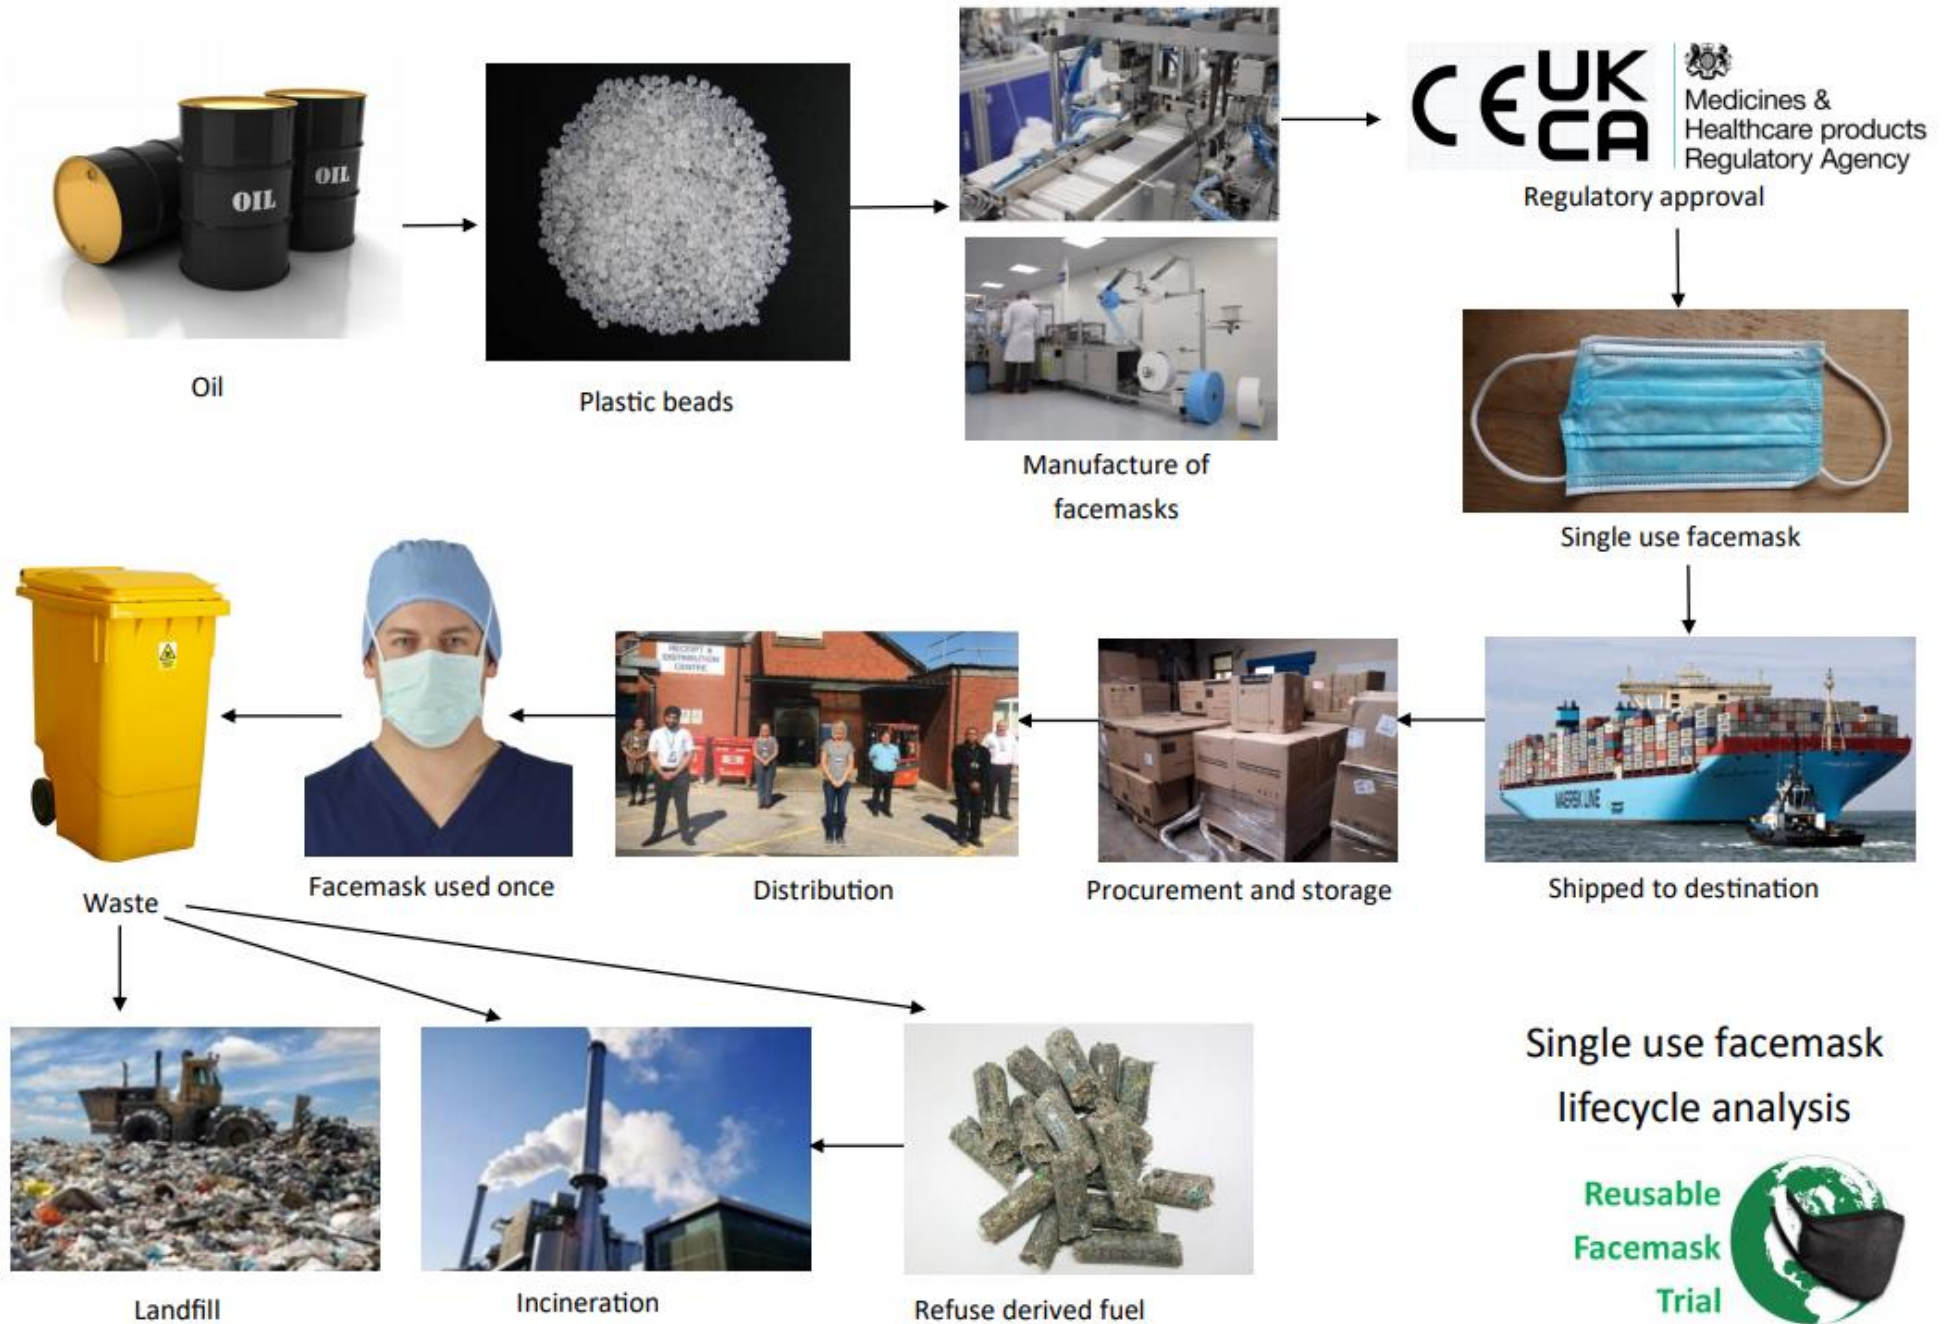 OIL
OIL
Oil
Plastic beads
Manufacture of
facemasks
CE
UK
CA
Medicines &
Healthcare products
Regulatory Agency
Regulatory approval
Single use facemask
RECEIPT &
DISTRIBUTION
CENTRE
MAERSK LINE
Waste
Facemask used once
Distribution
Procurement and storage
Shipped to destination
Landfill
Incineration
Refuse derived fuel
Single use facemask
lifecycle analysis
Reusable
Facemask
Trial